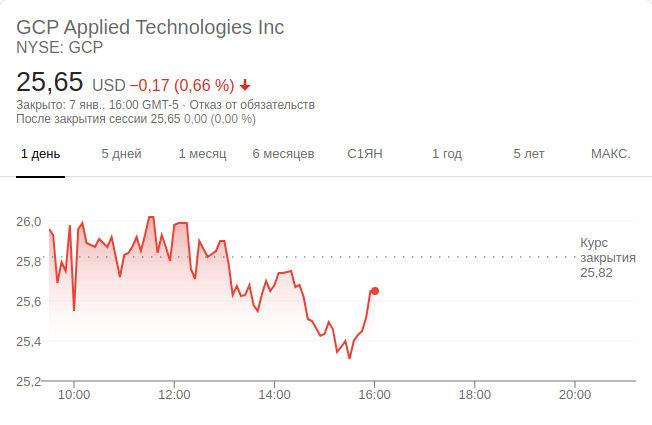 GCP Applied Technologies Inc
NYSE: GCP
25,65 USD −0,17 (0,66 %)
Закрыто: 7 янв., 16:00 GMT-5 · Отказ от обязательств
После закрытия сессии 25,65 0,00 (0,00 %)
1 день 5 дней 1 месяц 6 месяцев С1ЯН 1 год 5 лет МАКС.
26,0
25,8
25,6
25,4
25,2
Курс
закрытия
25,82
10:00 12:00 14:00 16:00 18:00 20:00